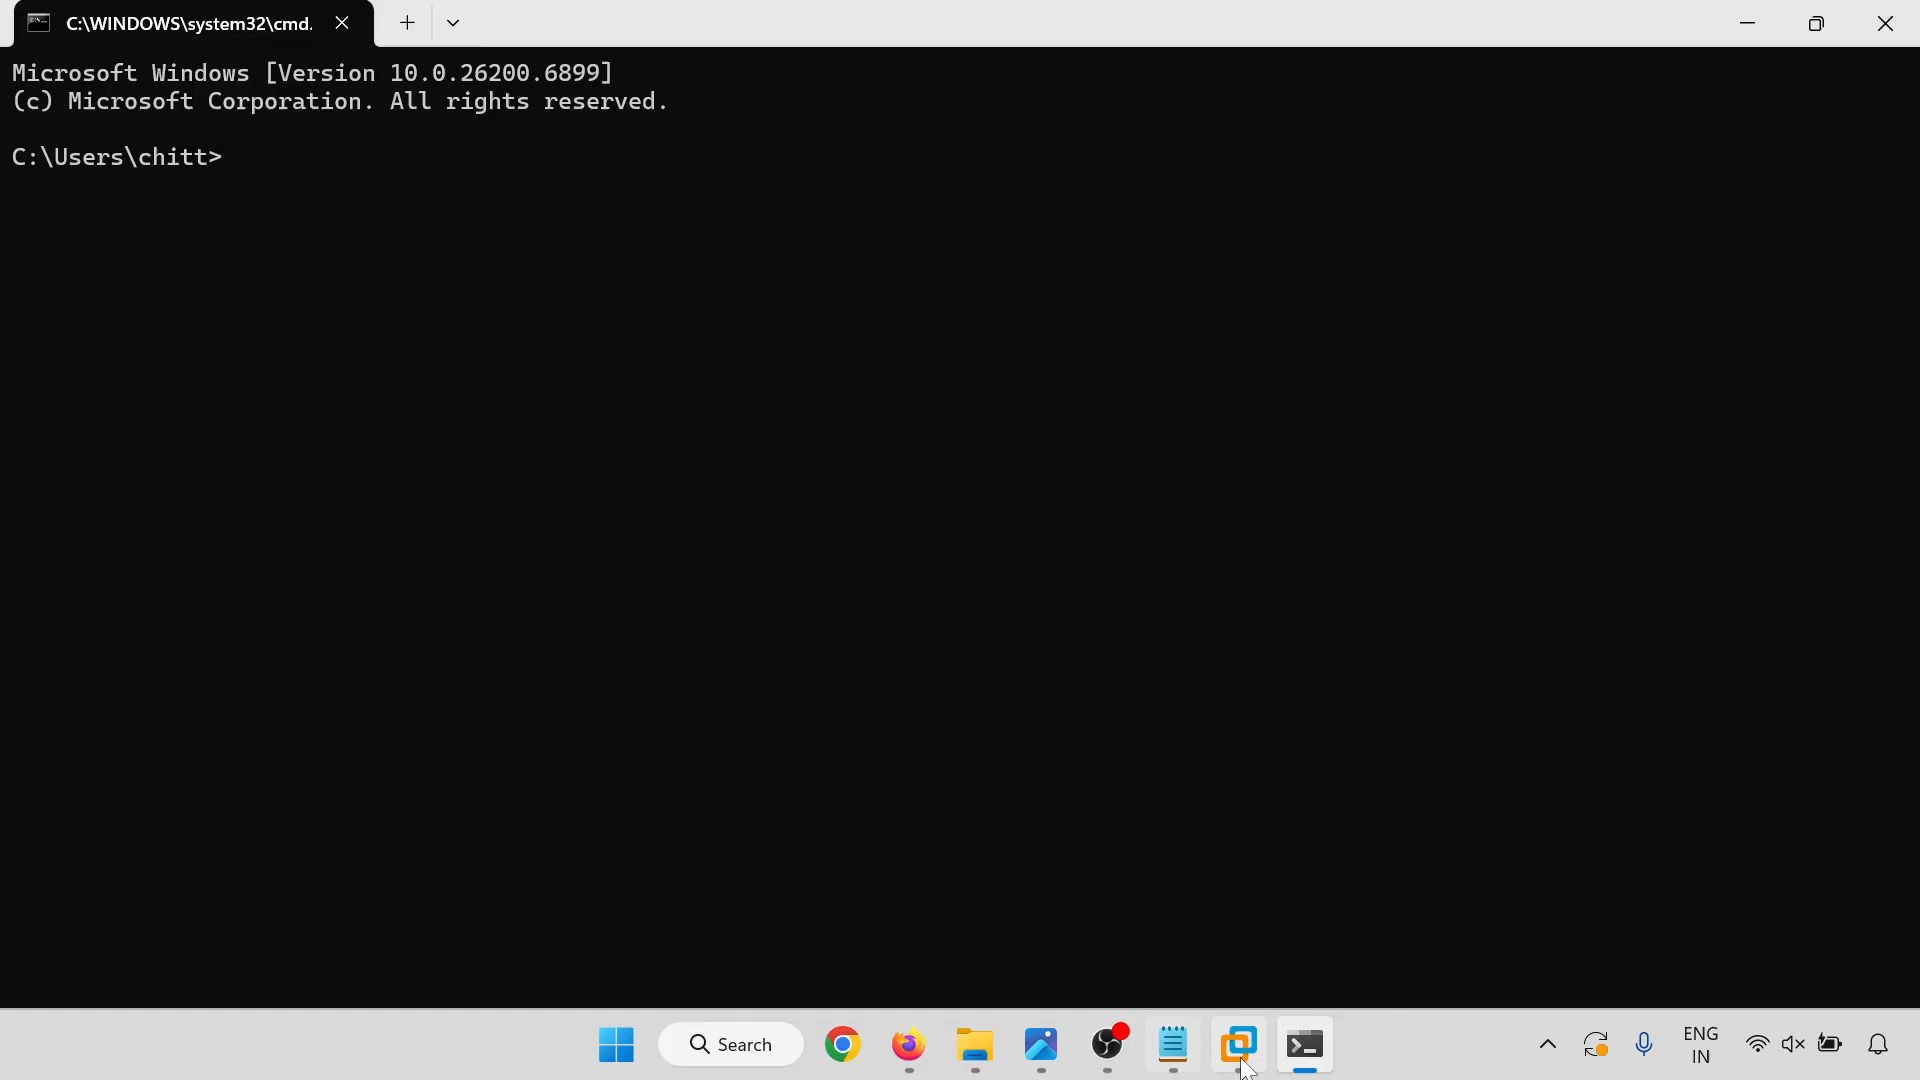 C:\WINDOWS\system32\cmd.
Microsoft Windows [Version 10.0.26200.6899]
(c) Microsoft Corporation. All rights reserved.
C:\Users\chitt>
Search
ENG
IN